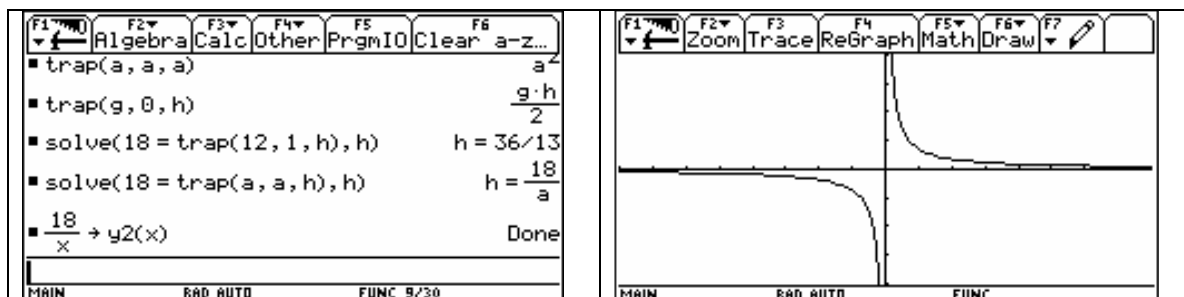 F1 F2 F3 F4 F5 F6
Algebra Calc Other PrgmIO Clear a-z…
▪ trap(a, a, a) a²
▪ trap(g, 0, h) g·h/2
▪ solve(18 = trap(12, 1, h), h) h = 36/13
▪ solve(18 = trap(a, a, h), h) h = 18/a
▪ 18/x → y2(x) Done
MAIN RAD AUTO FUNC 9/30
F1 F2 F3 F4 F5 F6 F7
Zoom Trace ReGraph Math Draw
MAIN RAD AUTO FUNC